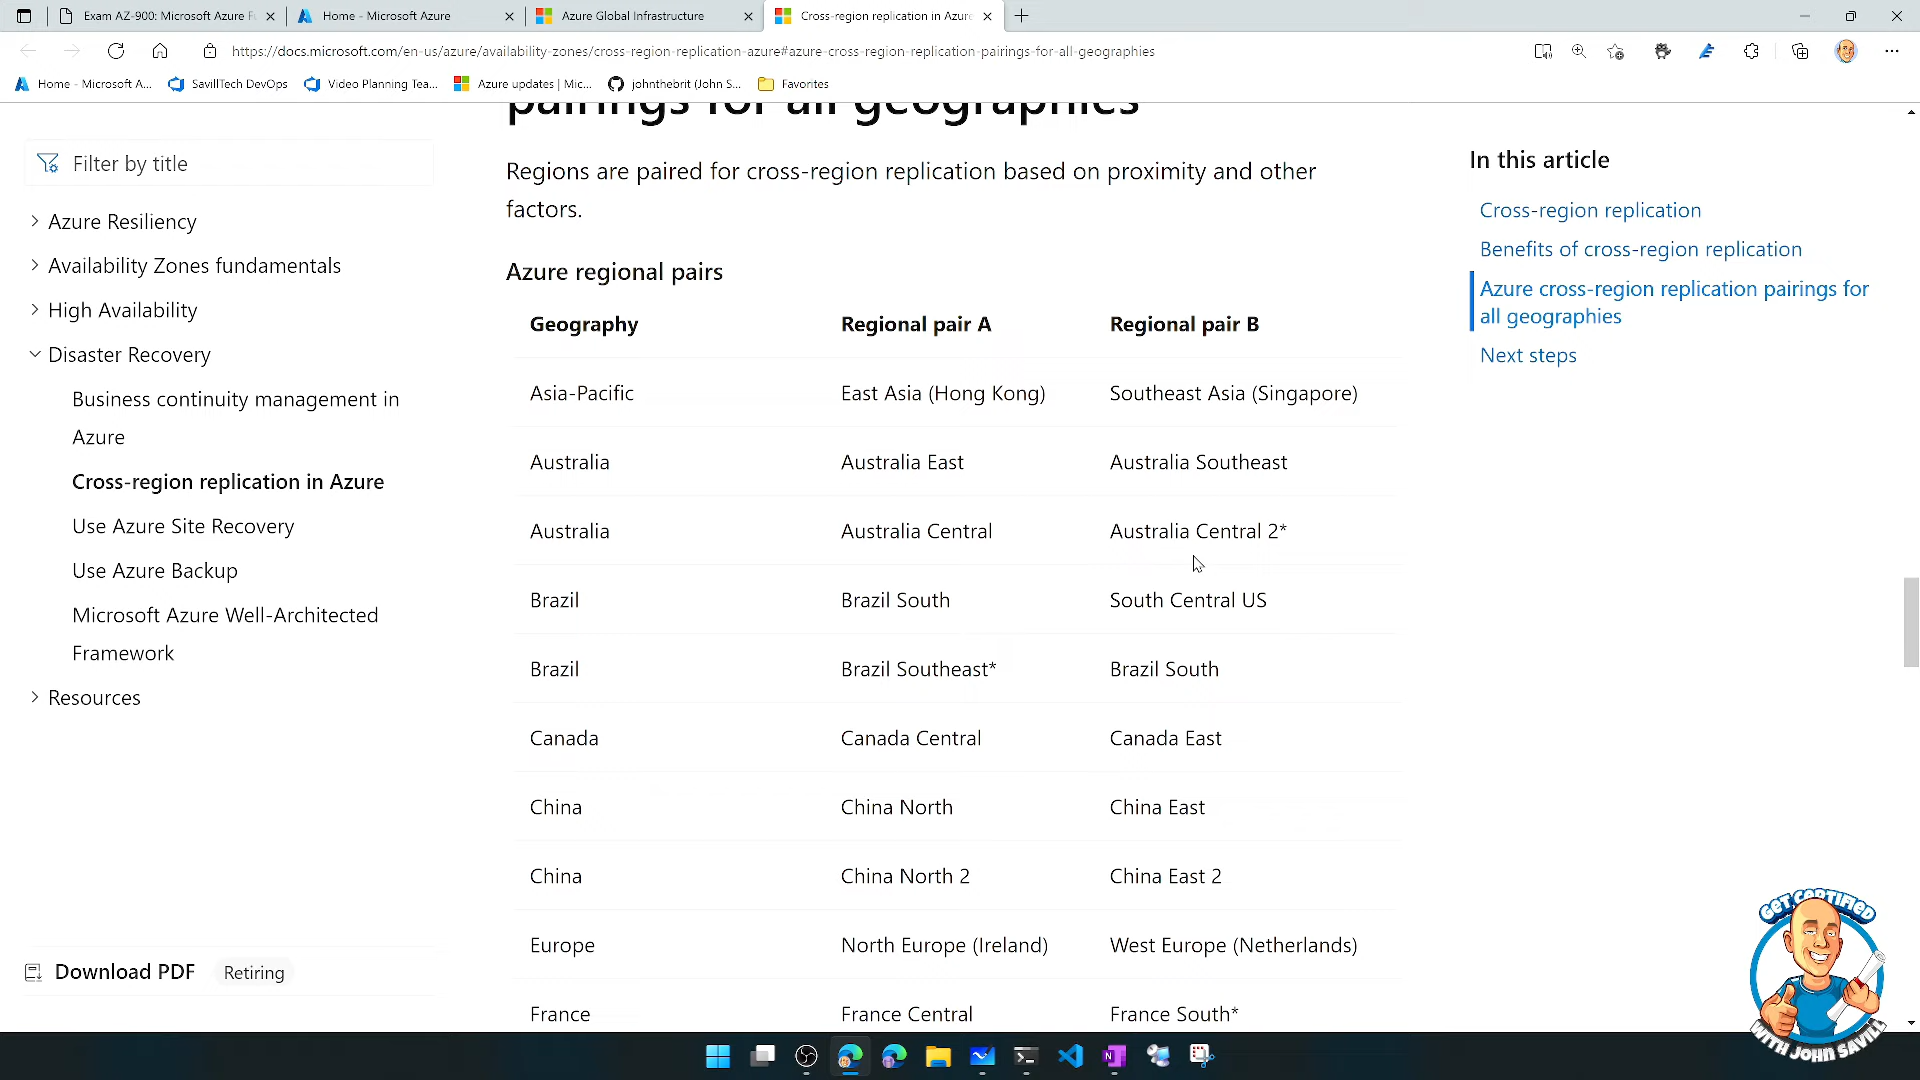 Exam AZ-900: Microsoft Azure Fu
Home - Microsoft Azure
Azure Global Infrastructure
Cross-region replication in Azure
https://docs.microsoft.com/en-us/azure/availability-zones/cross-region-replication-azure#azure-cross-region-replication-pairings-for-all-geographies
Home - Microsoft A...
SavillTech DevOps
Video Planning Tea...
Azure updates | Mic...
johnthebrit (John S...
Favorites
pairings for all geographies
Filter by title
Azure Resiliency
Availability Zones fundamentals
High Availability
Disaster Recovery
Business continuity management in
Azure
Cross-region replication in Azure
Use Azure Site Recovery
Use Azure Backup
Microsoft Azure Well-Architected
Framework
Resources
Download PDF
Retiring
Regions are paired for cross-region replication based on proximity and other
factors.
Azure regional pairs
Geography Regional pair A Regional pair B
Asia-Pacific East Asia (Hong Kong) Southeast Asia (Singapore)
Australia Australia East Australia Southeast
Australia Australia Central Australia Central 2*
Brazil Brazil South South Central US
Brazil Brazil Southeast* Brazil South
Canada Canada Central Canada East
China China North China East
China China North 2 China East 2
Europe North Europe (Ireland) West Europe (Netherlands)
France France Central France South*
In this article
Cross-region replication
Benefits of cross-region replication
Azure cross-region replication pairings for
all geographies
Next steps
GET CERTIFIED
WITH JOHN SAVILL